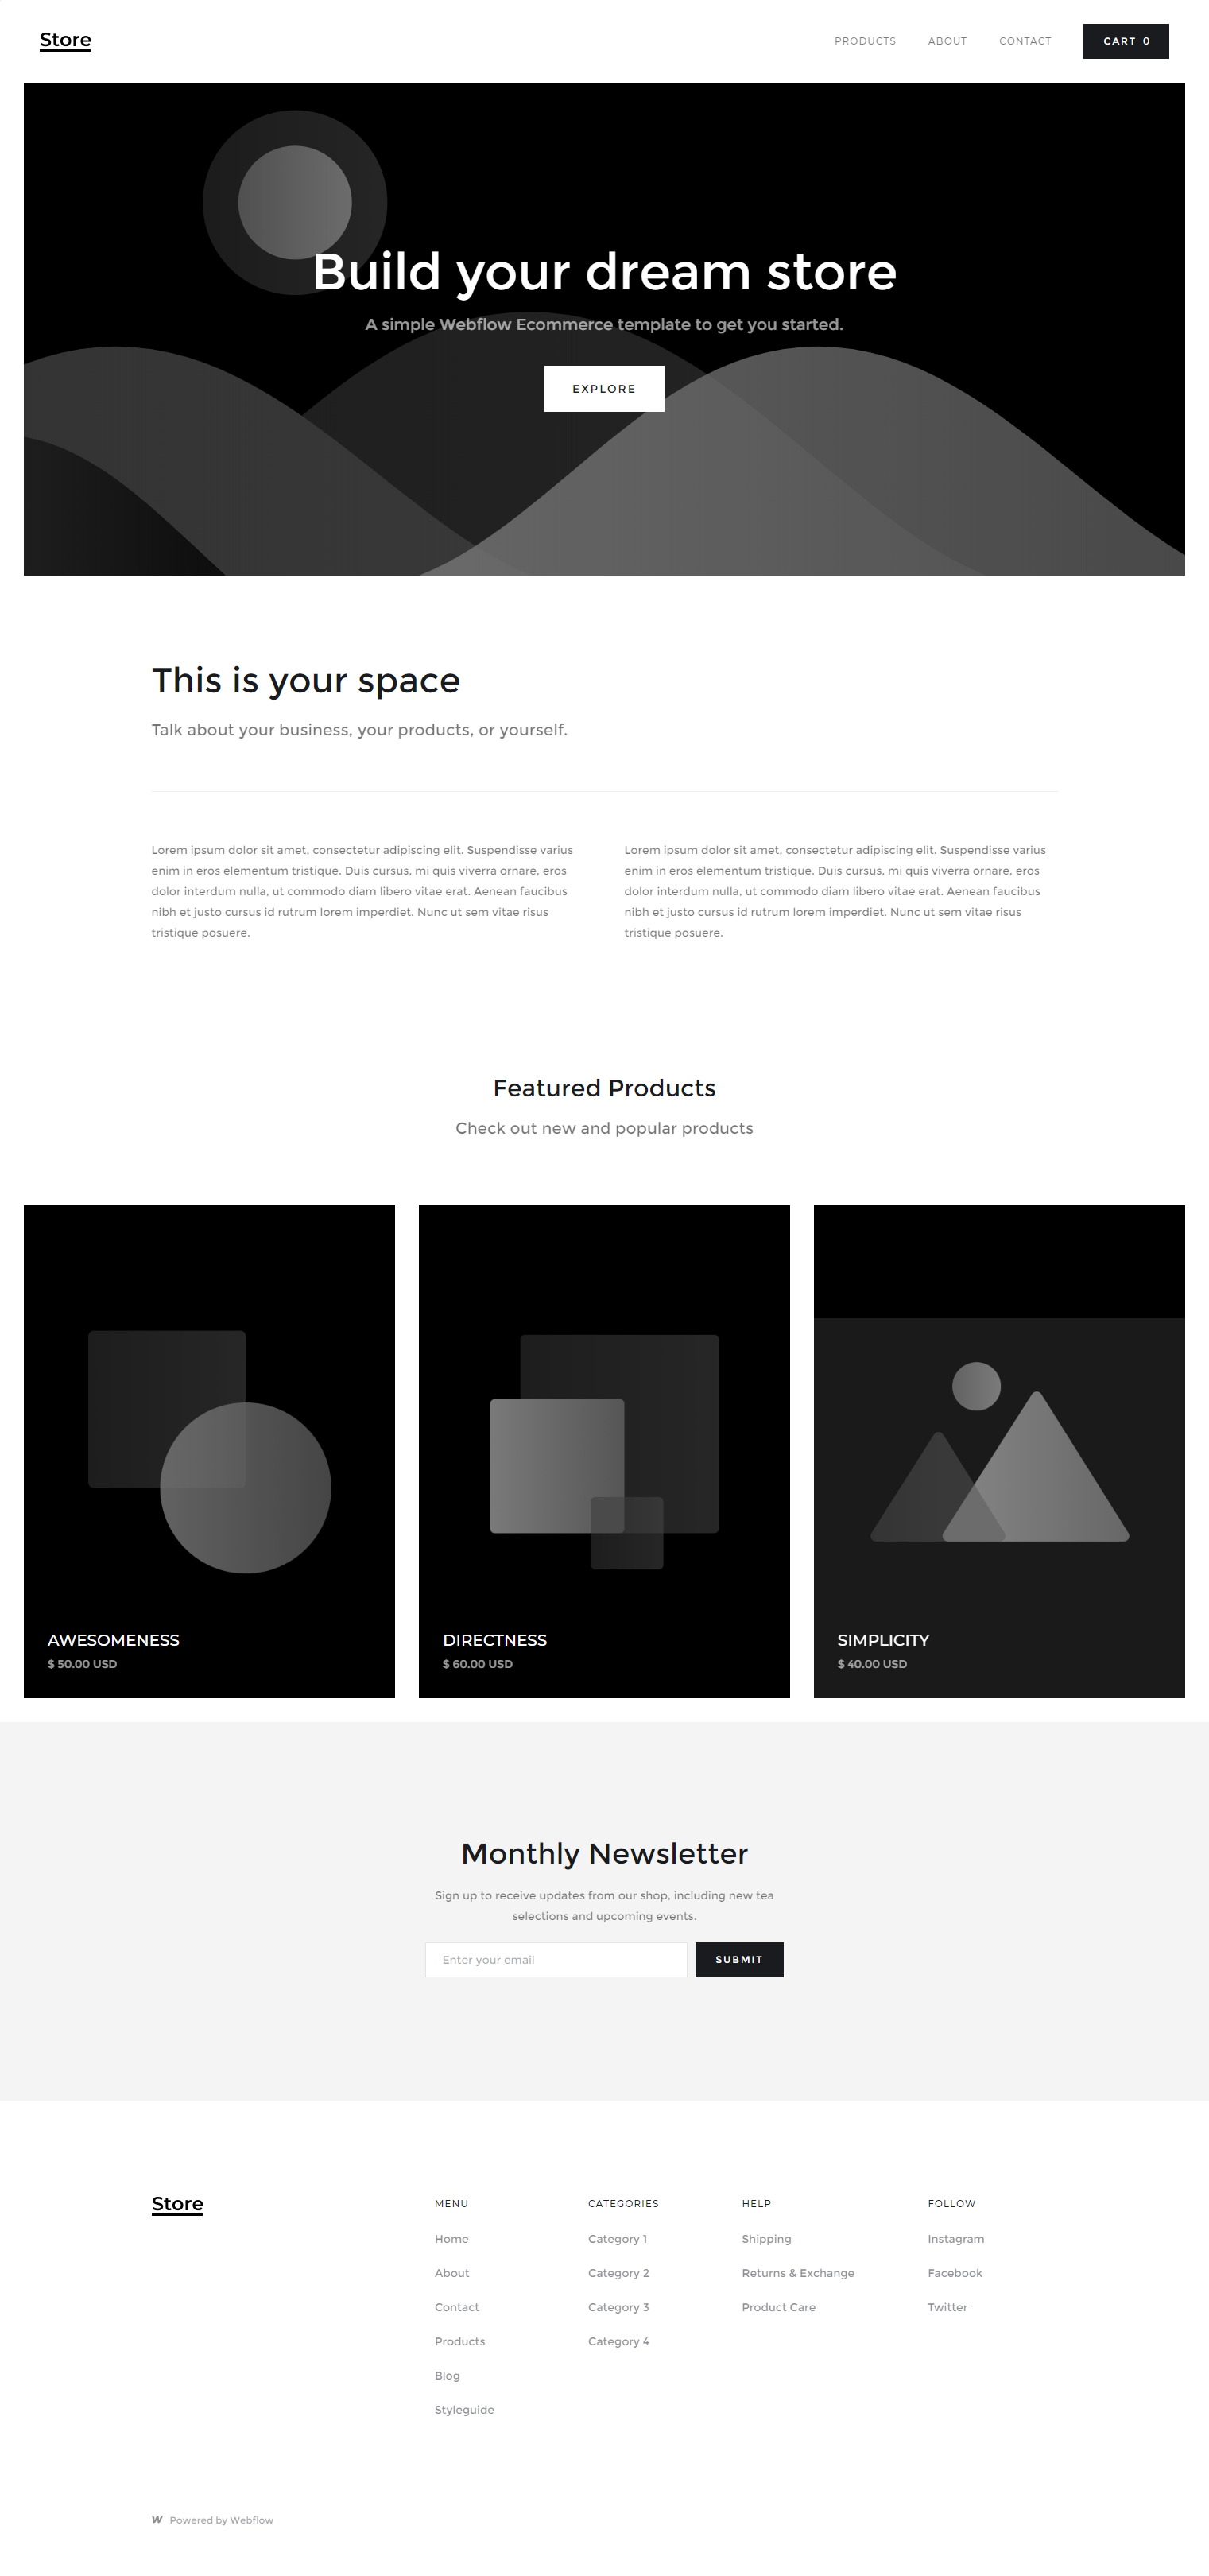 Store
PRODUCTS
ABOUT
CONTACT
CART 0
Build your dream store
A simple Webflow Ecommerce template to get you started.
EXPLORE
This is your space
Talk about your business, your products, or yourself.
Lorem ipsum dolor sit amet, consectetur adipiscing elit. Suspendisse varius
enim in eros elementum tristique. Duis cursus, mi quis viverra ornare, eros
dolor interdum nulla, ut commodo diam libero vitae erat. Aenean faucibus
nibh et justo cursus id rutrum lorem imperdiet. Nunc ut sem vitae risus
tristique posuere.
Lorem ipsum dolor sit amet, consectetur adipiscing elit. Suspendisse varius
enim in eros elementum tristique. Duis cursus, mi quis viverra ornare, eros
dolor interdum nulla, ut commodo diam libero vitae erat. Aenean faucibus
nibh et justo cursus id rutrum lorem imperdiet. Nunc ut sem vitae risus
tristique posuere.
Featured Products
Check out new and popular products
AWESOMENESS
$ 50.00 USD
DIRECTNESS
$ 60.00 USD
SIMPLICITY
$ 40.00 USD
Monthly Newsletter
Sign up to receive updates from our shop, including new tea
selections and upcoming events.
Enter your email
SUBMIT
Store
MENU
Home
About
Contact
Products
Blog
Styleguide
CATEGORIES
Category 1
Category 2
Category 3
Category 4
HELP
Shipping
Returns & Exchange
Product Care
FOLLOW
Instagram
Facebook
Twitter
Powered by Webflow